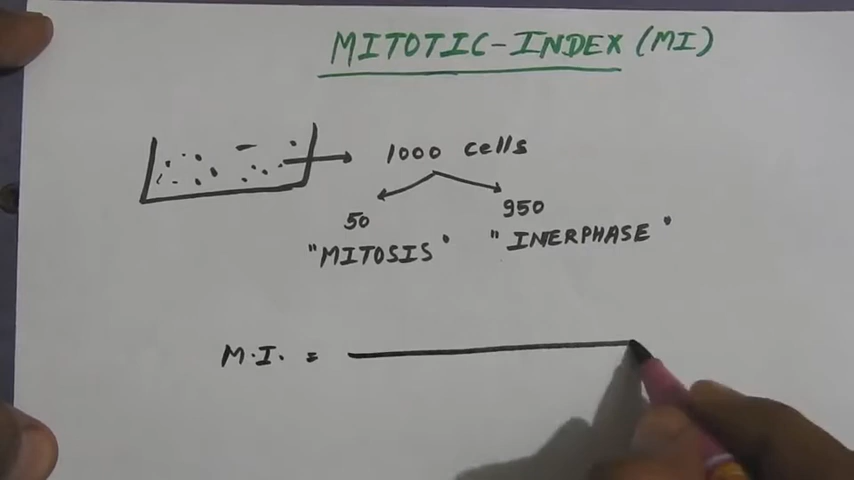 MITOTIC-INDEX (MI)
1000 cells
50 950
"MITOSIS" "INERPHASE"
M.I. =